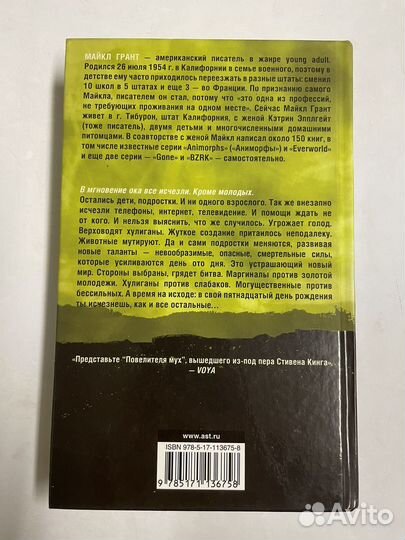 МАЙКЛ ГРАНТ — американский писатель в жанре young adult.
Родился 26 июля 1954 г. в Калифорнии в семье военного, поэтому в
детстве ему часто приходилось переезжать в разные штаты: сменил
10 школ в 5 штатах и еще 3 — во Франции. По признанию самого
Майкла, писателем он стал, потому что «это одна из профессий,
не требующих проживания на одном месте». Сейчас Майкл Грант
живет в г. Тибурон, штат Калифорния, с женой Кэтрин Эпплгейт
(тоже писатель), двумя детьми и многочисленными домашними
питомцами. В соавторстве с женой Майкл написал около 150 книг, в
том числе известные серии «Animorphs» («Аниморфы») и «Everworld»
и еще две серии — «Gone» и «BZRK» — самостоятельно.
В мгновение ока все исчезли. Кроме молодых.
Остались дети, подростки. И ни одного взрослого. Так же внезапно
исчезли телефоны, интернет, телевидение. И помощи ждать не
от кого. И нельзя выяснить, что же случилось. Угрожает голод.
Верховодят хулиганы. Жуткое создание притаилось неподалеку.
Животные мутируют. Да и сами подростки меняются, развивая
новые таланты — невообразимые, опасные, смертельные силы,
которые усиливаются день ото дня. Это устрашающий новый
мир. Стороны выбраны, грядет битва. Маргиналы против золотой
молодежи. Хулиганы против слабаков. Могущественные против
бессильных. А время на исходе: в свой пятнадцатый день рождения
ты исчезнешь, как и все остальные...
«Представьте "Повелителя мух", вышедшего из-под пера Стивена Кинга».
— VOYA
www.ast.ru
ISBN 978-5-17-113675-8
9 785171 136758
Avito